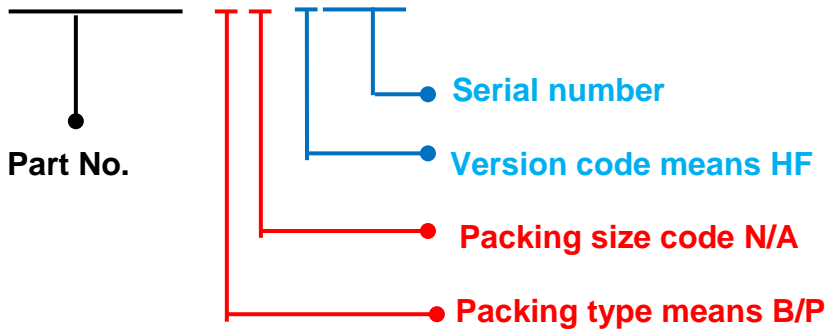 Serial number
Part No.
Version code means HF
Packing size code N/A
Packing type means B/P